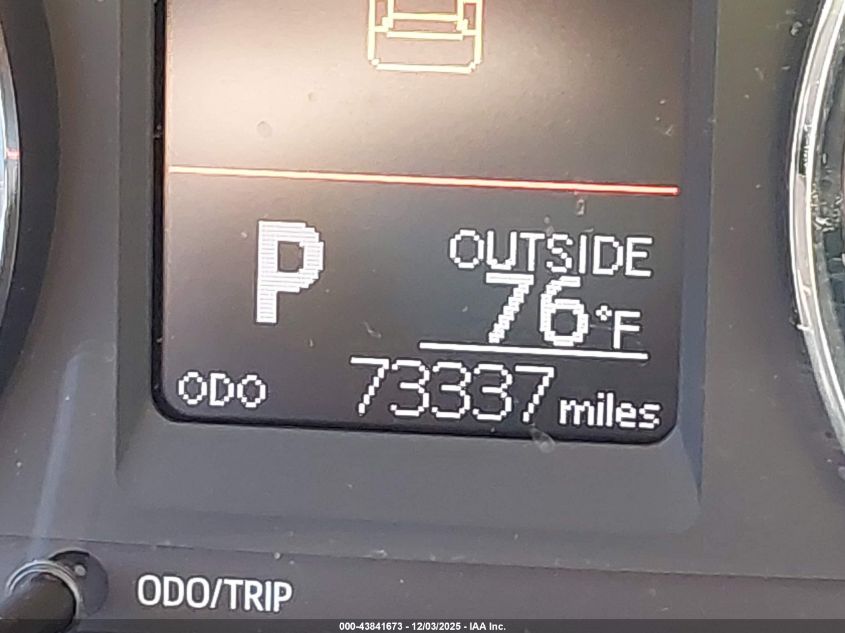 P
OUTSIDE
76°F
ODO 73337 miles
ODO/TRIP
000-43841673 - 12/03/2025 - IAA Inc.